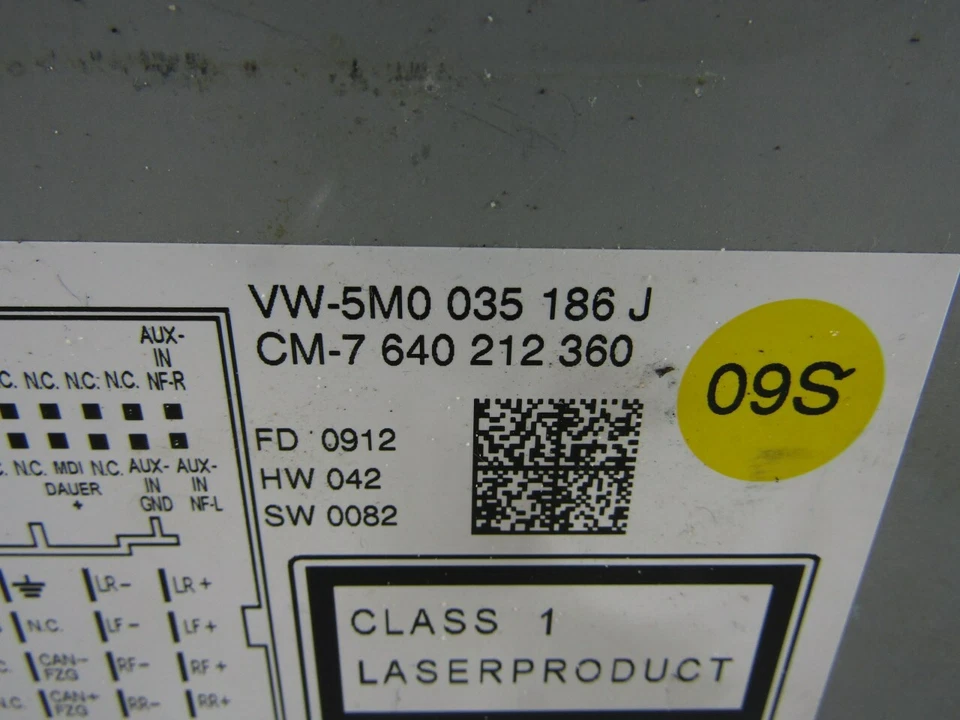 VW-5M0 035 186 J
CM-7 640 212 360
09S
FD 0912
HW 042
SW 0082
AUX-
IN
N.C. N.C. N.C. NF-R
N.C. MDI N.C. AUX- AUX-
DAUER IN IN
+ GND NF-L
LR- LR+
N.C. LF- LF+
CAN- RF- RF+
FZG
N.C. CAN+ RR- RR+
FZG
CLASS 1
LASERPRODUCT